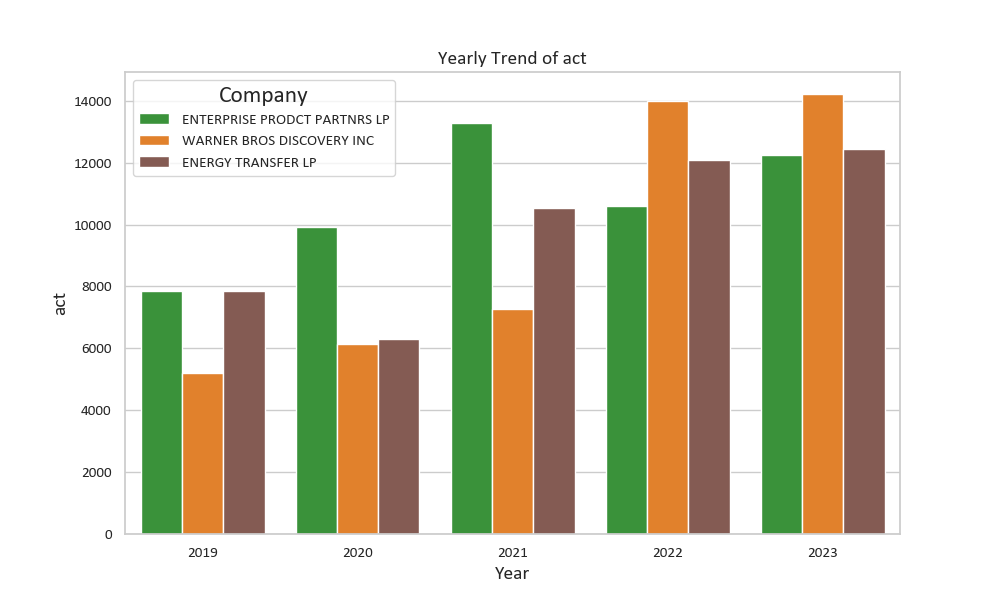 Yearly Trend of act
Company
ENTERPRISE PRODCT PARTNRS LP
WARNER BROS DISCOVERY INC
ENERGY TRANSFER LP
14000
12000
10000
8000
6000
4000
2000
0
act
2019 2020 2021 2022 2023
Year